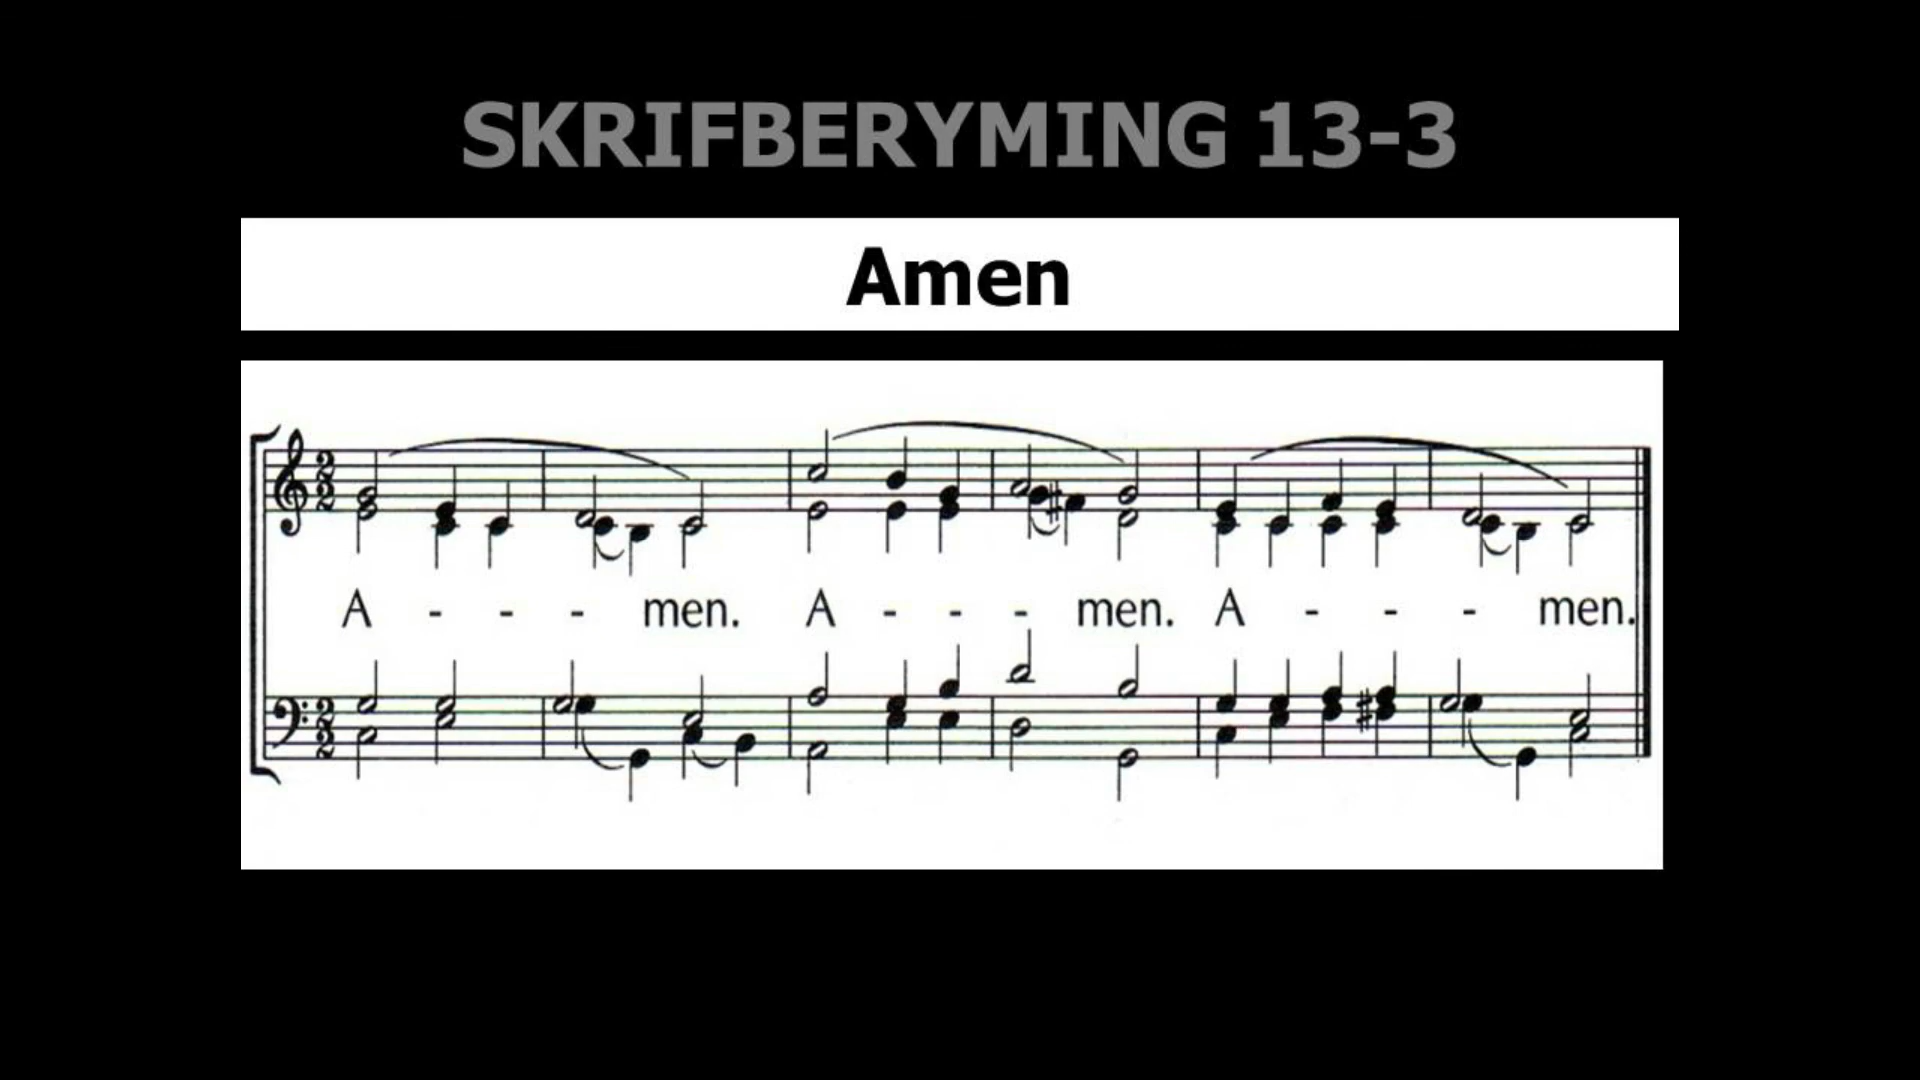 SKRIFBERYMING 13-3
Amen
A - - - men. A - - - men. A - - - men.